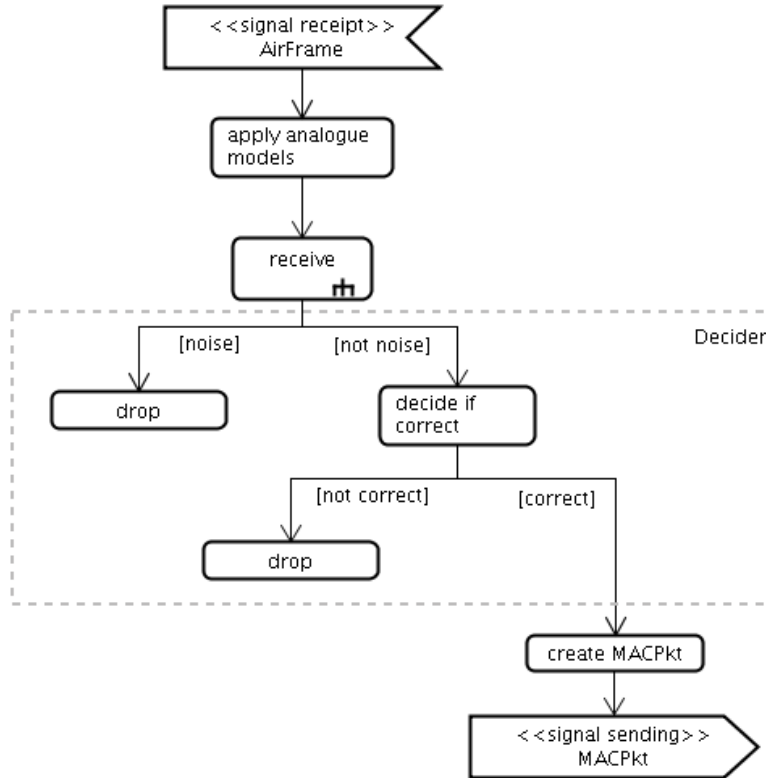 <<signal receipt>>
AirFrame
apply analogue
models
receive
[noise]
[not noise]
Decider
drop
decide if
correct
[not correct]
[correct]
drop
create MACPkt
<<signal sending>>
MACPkt